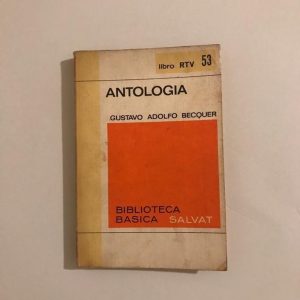 libro RTV 53
ANTOLOGIA
GUSTAVO ADOLFO BECQUER
BIBLIOTECA
BASICA SALVAT